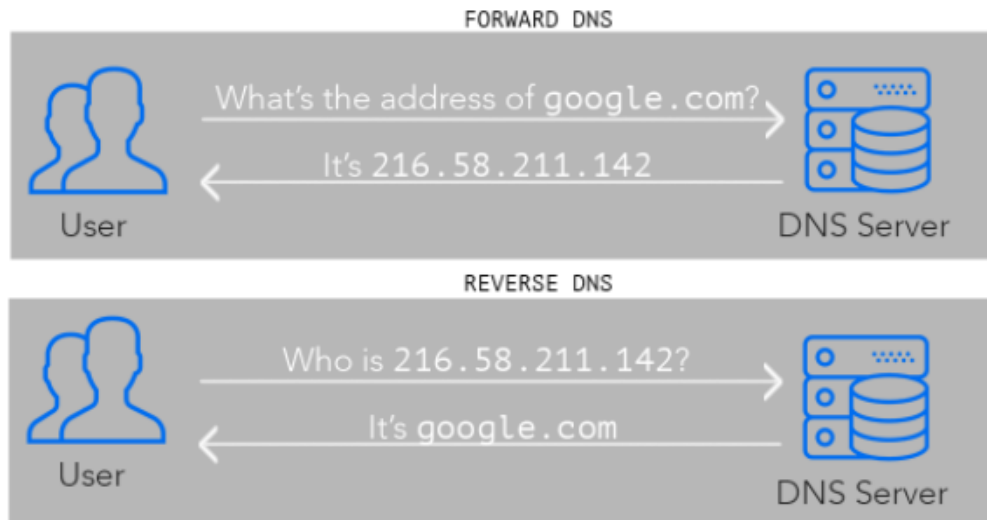 FORWARD DNS
What's the address of google.com?
It's 216.58.211.142
User
DNS Server
REVERSE DNS
Who is 216.58.211.142?
It's google.com
User
DNS Server